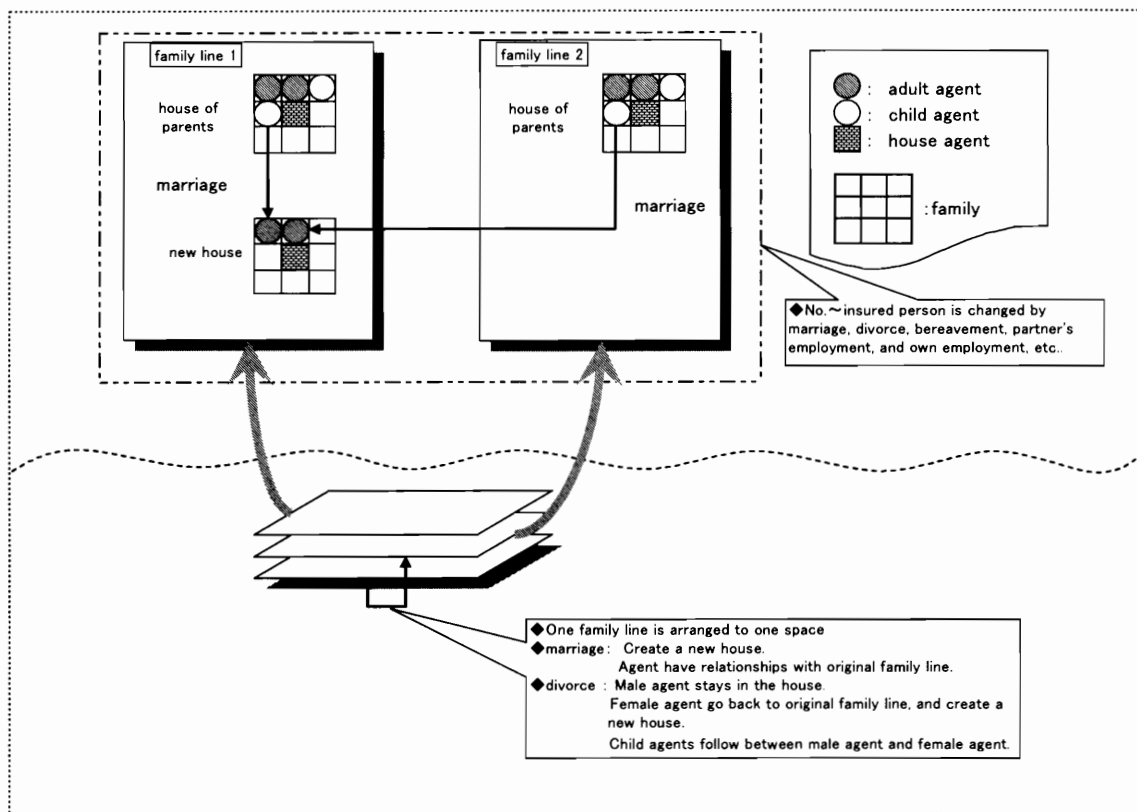 family line 1
house of
parents
marriage
new house
family line 2
house of
parents
marriage
: adult agent
: child agent
: house agent
: family
◆No.～insured person is changed by
marriage, divorce, bereavement, partner's
employment, and own employment, etc..
◆One family line is arranged to one space
◆marriage: Create a new house.
Agent have relationships with original family line.
◆divorce : Male agent stays in the house.
Female agent go back to original family line, and create a
new house.
Child agents follow between male agent and female agent.